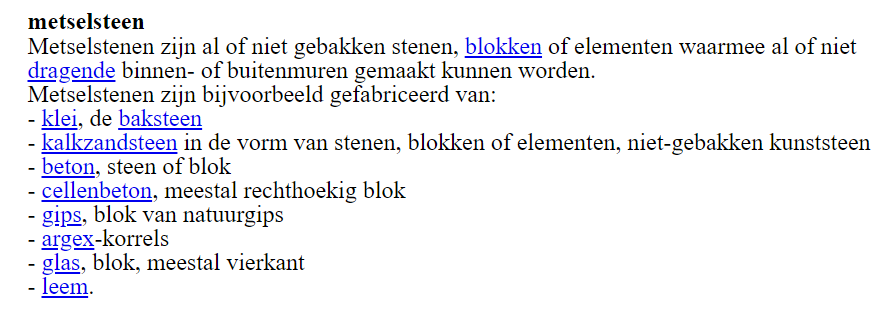 metselsteen
Metselstenen zijn al of niet gebakken stenen, blokken of elementen waarmee al of niet
dragende binnen- of buitenmuren gemaakt kunnen worden.
Metselstenen zijn bijvoorbeeld gefabriceerd van:
- klei, de baksteen
- kalkzandsteen in de vorm van stenen, blokken of elementen, niet-gebakken kunststeen
- beton, steen of blok
- cellenbeton, meestal rechthoekig blok
- gips, blok van natuurgips
- argex-korrels
- glas, blok, meestal vierkant
- leem.